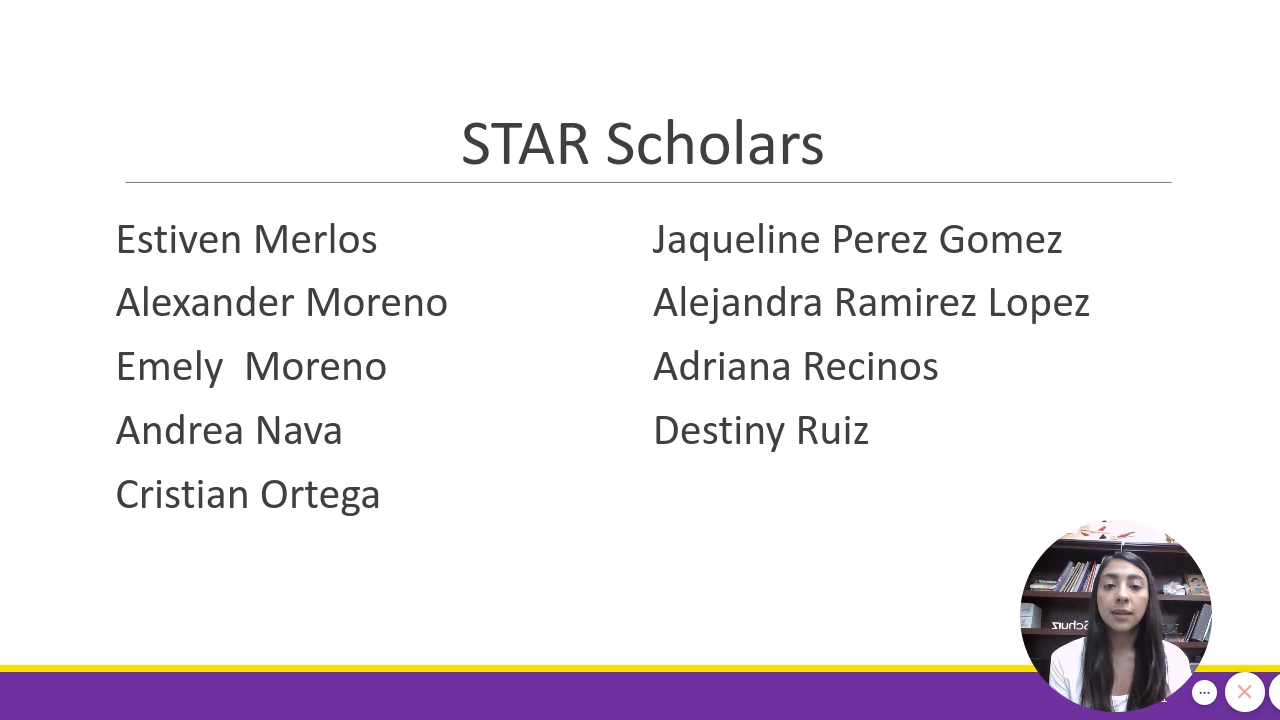 STAR Scholars
Estiven Merlos
Alexander Moreno
Emely  Moreno
Andrea Nava
Cristian Ortega
Jaqueline Perez Gomez
Alejandra Ramirez Lopez
Adriana Recinos
Destiny Ruiz
Schurz